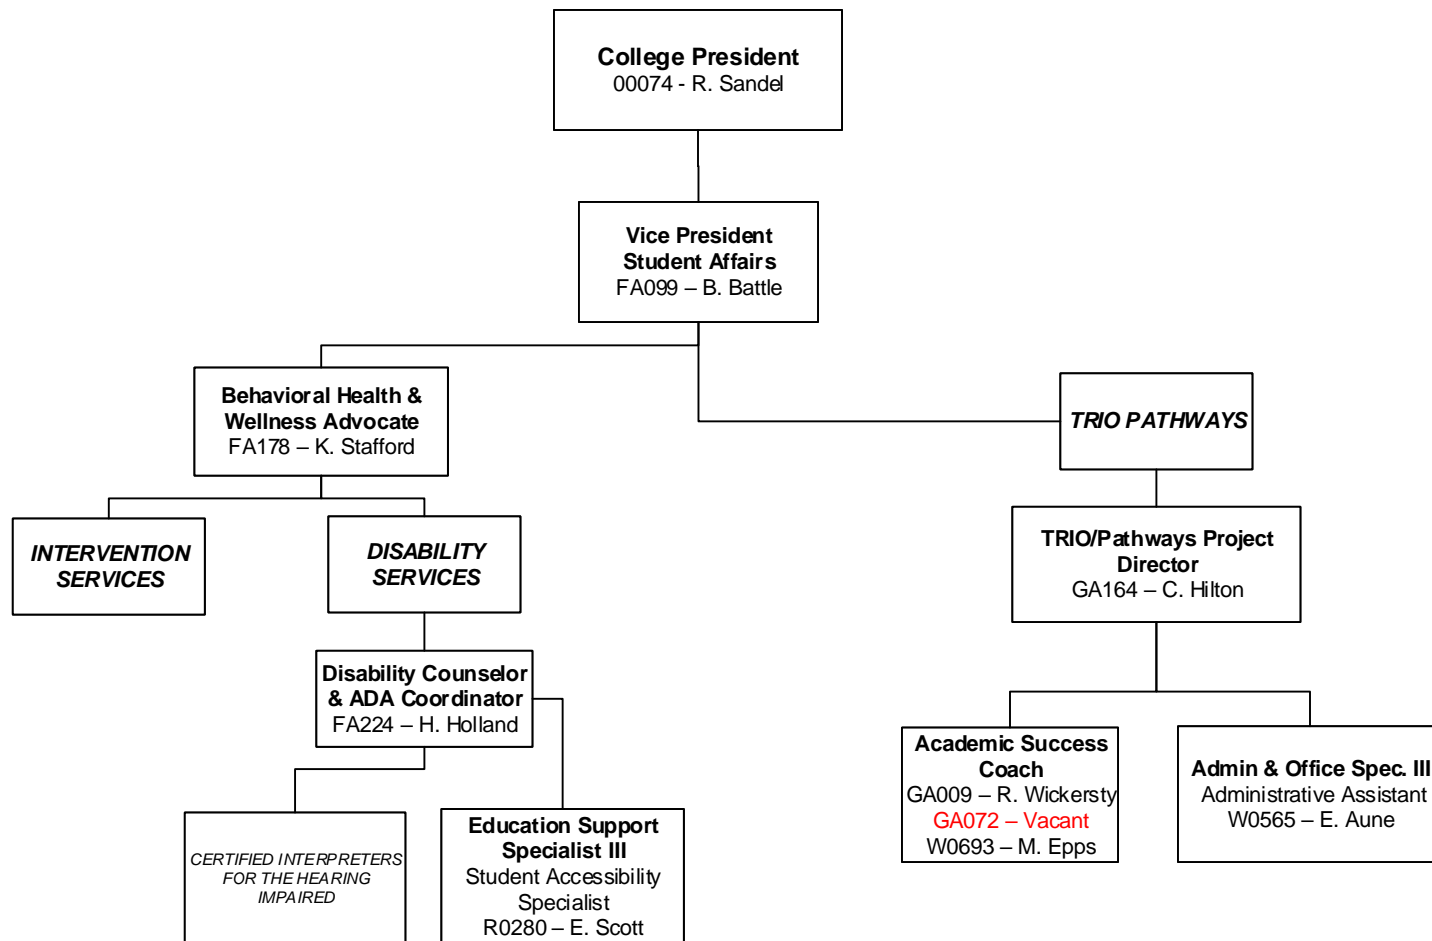 College President
00074 - R. Sandel
Vice President
Student Affairs
FA099 – B. Battle
Behavioral Health &
Wellness Advocate
FA178 – K. Stafford
TRIO PATHWAYS
INTERVENTION
SERVICES
DISABILITY
SERVICES
TRIO/Pathways Project
Director
GA164 – C. Hilton
Disability Counselor
& ADA Coordinator
FA224 – H. Holland
Academic Success
Coach
GA009 – R. Wickersty
GA072 – Vacant
W0693 – M. Epps
Admin & Office Spec. III
Administrative Assistant
W0565 – E. Aune
CERTIFIED INTERPRETERS
FOR THE HEARING
IMPAIRED
Education Support
Specialist III
Student Accessibility
Specialist
R0280 – E. Scott